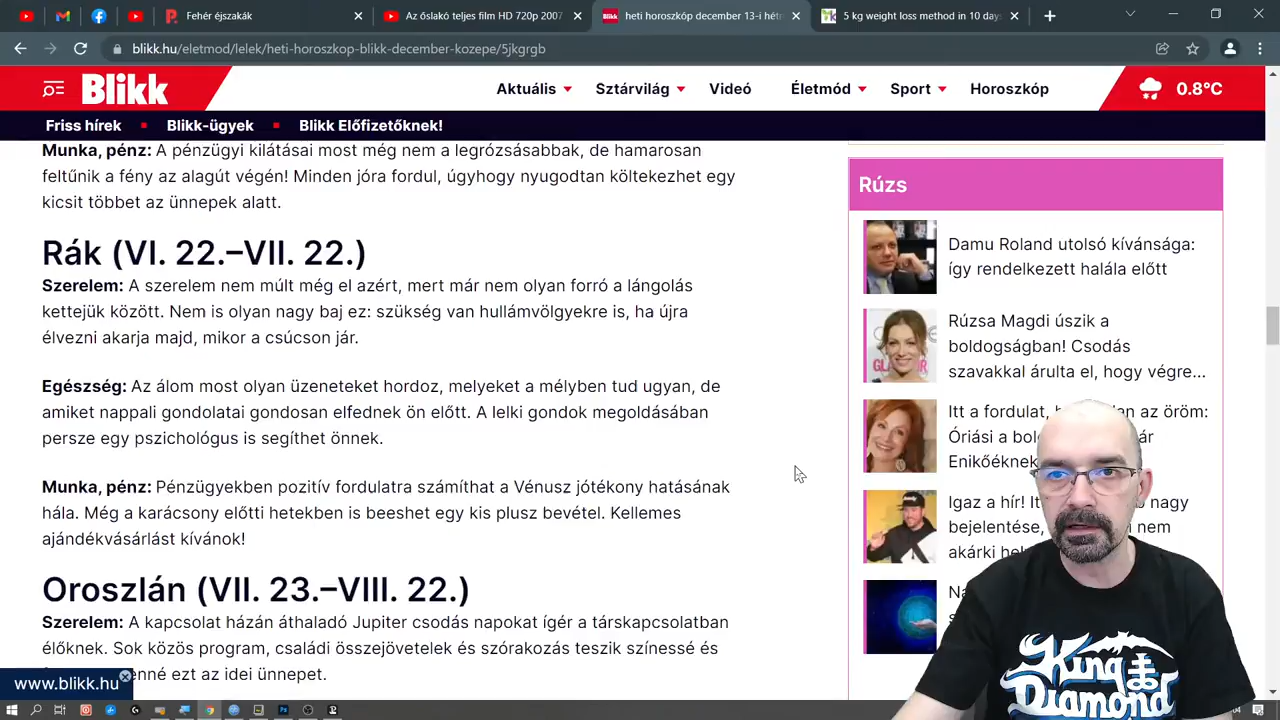 Fehér éjszakák
Az őslakó teljes film HD 720p 2007
heti horoszkóp december 13-i hétr
5 kg weight loss method in 10 days
blikk.hu/eletmod/lelek/heti-horoszkop-blikk-december-kozepe/5jkgrgb
Blikk
Aktuális
Sztárvilág
Videó
Életmód
Sport
Horoszkóp
0.8°C
Friss hírek
Blikk-ügyek
Blikk Előfizetőknek!
Munka, pénz: A pénzügyi kilátásai most még nem a legrózsásabbak, de hamarosan
feltűnik a fény az alagút végén! Minden jóra fordul, úgyhogy nyugodtan költekezhet egy
kicsit többet az ünnepek alatt.
Rák (VI. 22.–VII. 22.)
Szerelem: A szerelem nem múlt még el azért, mert már nem olyan forró a lángolás
kettejük között. Nem is olyan nagy baj ez: szükség van hullámvölgyekre is, ha újra
élvezni akarja majd, mikor a csúcson jár.
Egészség: Az álom most olyan üzeneteket hordoz, melyeket a mélyben tud ugyan, de
amiket nappali gondolatai gondosan elfednek ön előtt. A lelki gondok megoldásában
persze egy pszichológus is segíthet önnek.
Munka, pénz: Pénzügyekben pozitív fordulatra számíthat a Vénusz jótékony hatásának
hála. Még a karácsony előtti hetekben is beeshet egy kis plusz bevétel. Kellemes
ajándékvásárlást kívánok!
Oroszlán (VII. 23.–VIII. 22.)
Szerelem: A kapcsolat házán áthaladó Jupiter csodás napokat ígér a társkapcsolatban
élőknek. Sok közös program, családi összejövetelek és szórakozás teszik színessé és
enné ezt az idei ünnepet.
www.blikk.hu
Rúzs
Damu Roland utolsó kívánsága:
így rendelkezett halála előtt
Rúzsa Magdi úszik a
boldogságban! Csodás
szavakkal árulta el, hogy végre...
Itt a fordulat, az öröm:
Óriási a bol ár
Enikőéknek
Igaz a hír! It b nagy
bejelentése, i nem
akárki hel
Na
King
Diamond